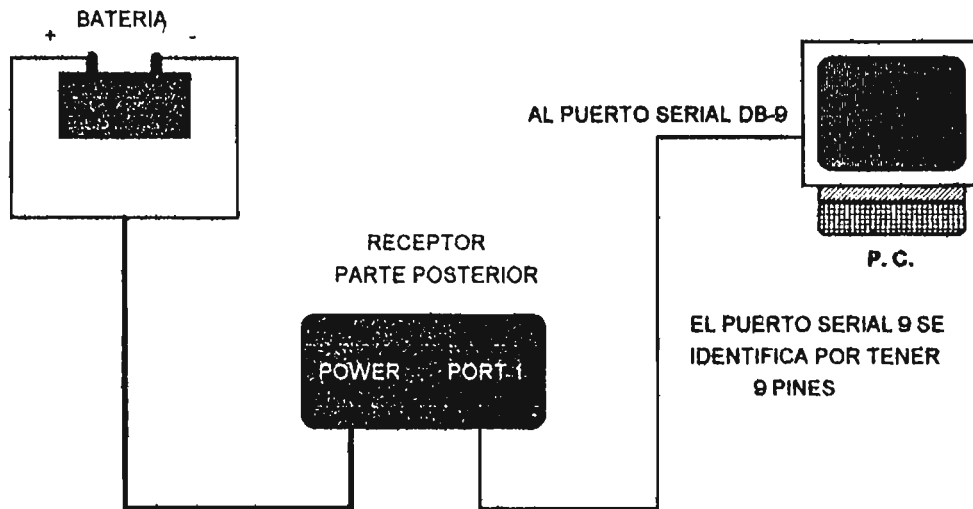 BATERIA
+ -
AL PUERTO SERIAL DB-9
P. C.
RECEPTOR
PARTE POSTERIOR
POWER PORT-1
EL PUERTO SERIAL 9 SE
IDENTIFICA POR TENER
9 PINES